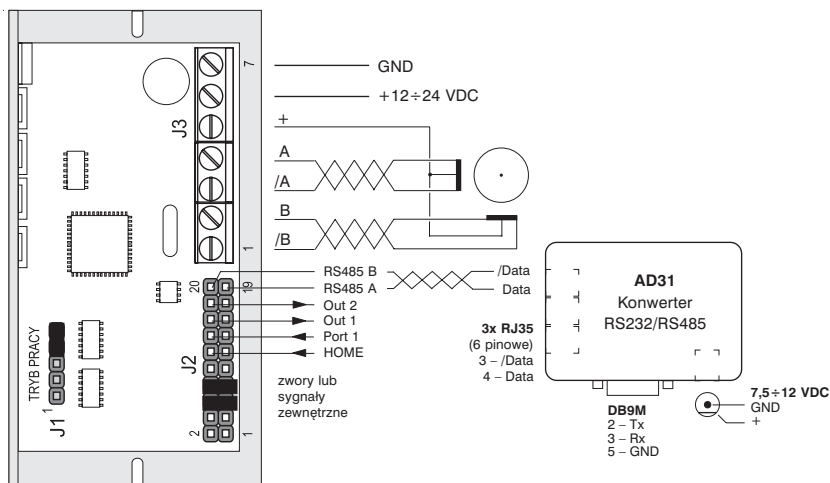 7
GND
+12÷24 VDC
J3
+
A
/A
B
/B
1
20
19
RS485 B
RS485 A
/Data
Data
Out 2
Out 1
Port 1
HOME
J2
zwory lub
sygnały
zewnętrzne
2
1
TRYB PRACY
J1
1
AD31
Konwerter
RS232/RS485
3x RJ35
(6 pinowe)
3 – /Data
4 – Data
DB9M
2 – Tx
3 – Rx
5 – GND
7,5÷12 VDC
GND
+